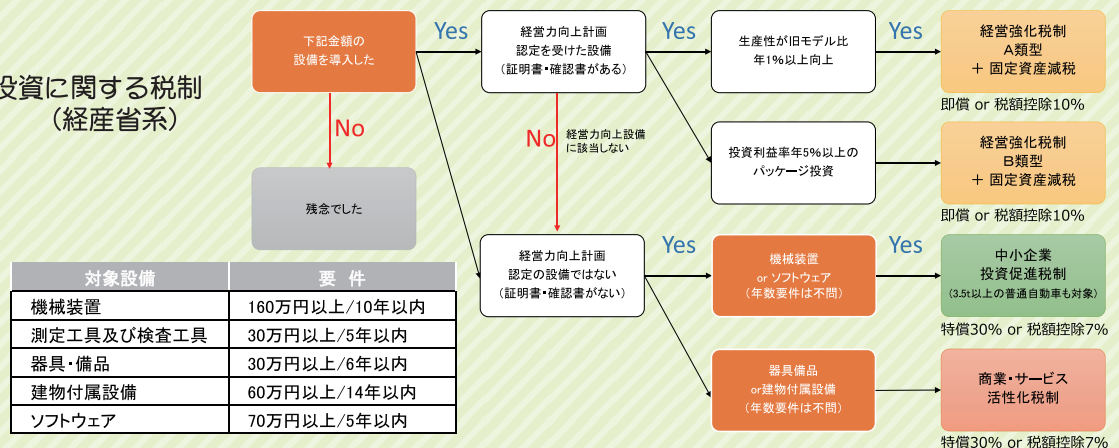 投資に関する税制
(経産省系)
下記金額の
設備を導入した
Yes
経営力向上計画
認定を受けた設備
(証明書・確認書がある)
Yes
生産性が旧モデル比
年1%以上向上
Yes
経営強化税制
A類型
+ 固定資産減税
即償 or 税額控除10%
No
No
経営力向上設備
に該当しない
投資利益率年5%以上の
パッケージ投資
経営強化税制
B類型
+ 固定資産減税
即償 or 税額控除10%
残念でした
経営力向上計画
認定の設備ではない
(証明書・確認書がない)
Yes
機械装置
or ソフトウェア
(年数要件は不問)
Yes
中小企業
投資促進税制
(3.5t以上の普通自動車も対象)
特償30% or 税額控除7%
器具備品
or建物付属設備
(年数要件は不問)
商業・サービス
活性化税制
特償30% or 税額控除7%
対象設備 要 件
機械装置 160万円以上/10年以内
測定工具及び検査工具 30万円以上/5年以内
器具・備品 30万円以上/6年以内
建物付属設備 60万円以上/14年以内
ソフトウェア 70万円以上/5年以内